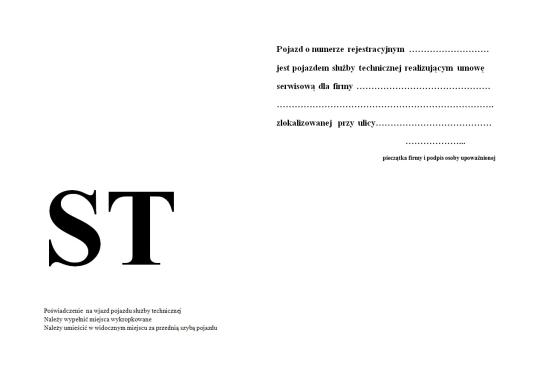 Pojazd o numerze rejestracyjnym ………………………
jest pojazdem służby technicznej realizującym umowę
serwisową dla firmy ………………………………………
……………………………………………………………….
zlokalizowanej przy ulicy…………………………………
………………...
pieczątka firmy i podpis osoby upoważnionej
ST
Poświadczenie na wjazd pojazdu służby technicznej
Należy wypełnić miejsca wykropkowane
Należy umieścić w widocznym miejscu za przednią szybą pojazdu